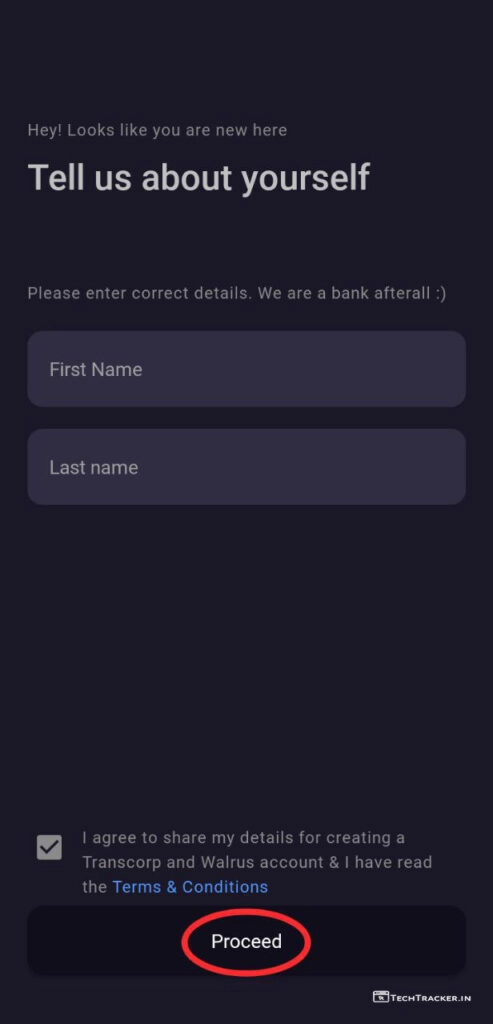 Hey! Looks like you are new here
Tell us about yourself
Please enter correct details. We are a bank afterall :)
First Name
Last name
I agree to share my details for creating a
Transcorp and Walrus account & I have read
the Terms & Conditions
Proceed
TechTracker.in